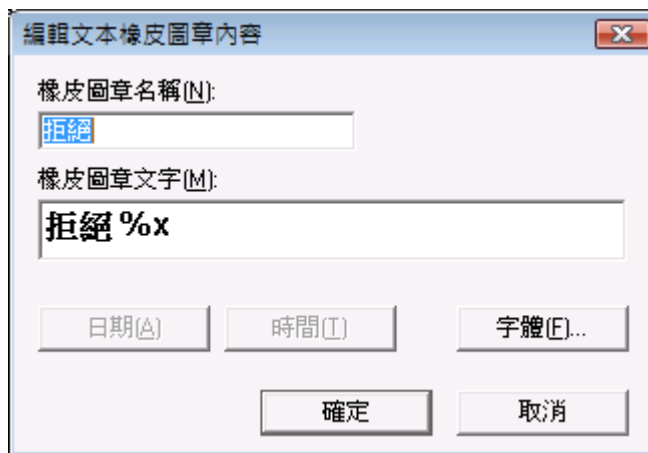 編輯文本橡皮圖章內容
橡皮圖章名稱(N):
拒絕
橡皮圖章文字(M):
拒絕 %x
日期(A) 時間(T) 字體(F)...
確定 取消